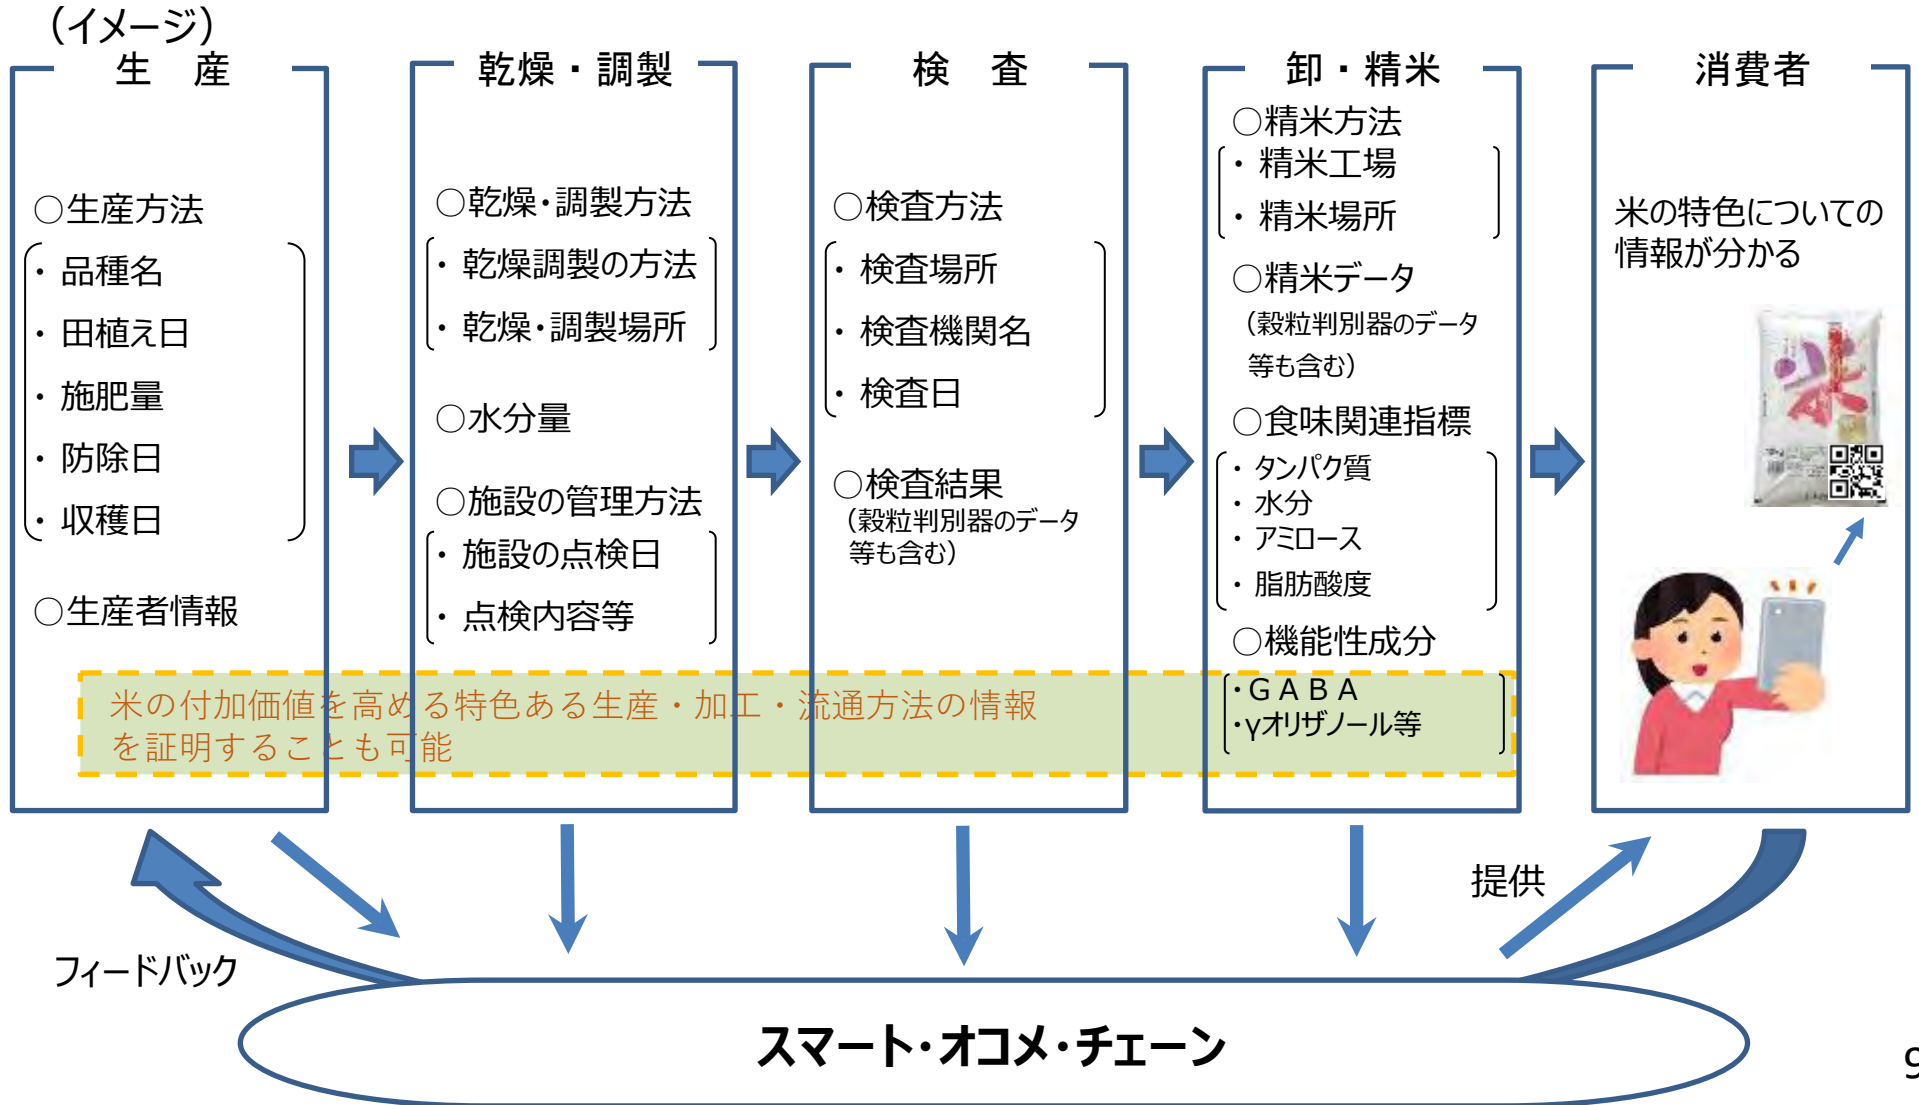 （イメージ）
生　産
○生産方法
・ 品種名
・ 田植え日
・ 施肥量
・ 防除日
・ 収穫日
○生産者情報
乾燥・調製
○乾燥・調製方法
・ 乾燥調製の方法
・ 乾燥・調製場所
○水分量
○施設の管理方法
・ 施設の点検日
・ 点検内容等
検　査
○検査方法
・ 検査場所
・ 検査機関名
・ 検査日
○検査結果
（穀粒判別器のデータ
等も含む）
卸・精米
○精米方法
・ 精米工場
・ 精米場所
○精米データ
（穀粒判別器のデータ
等も含む）
○食味関連指標
・ タンパク質
・ 水分
・ アミロース
・ 脂肪酸度
○機能性成分
・ＧＡＢＡ
・γオリザノール等
消費者
米の特色についての
情報が分かる
米の付加価値を高める特色ある生産・加工・流通方法の情報
を証明することも可能
提供
フィードバック
スマート・オコメ・チェーン
9